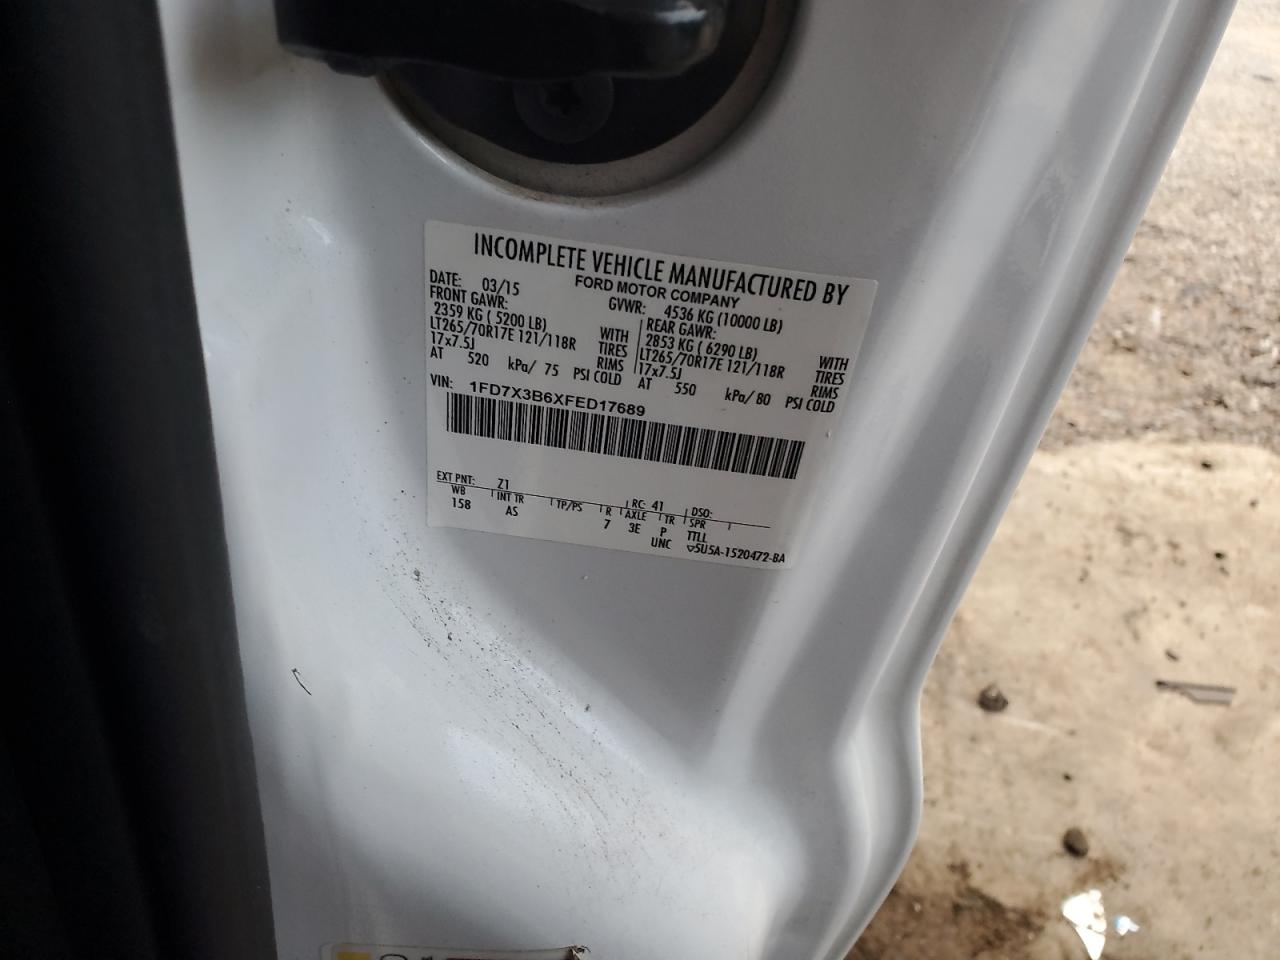 INCOMPLETE VEHICLE MANUFACTURED BY
FORD MOTOR COMPANY
DATE: 03/15 GVWR: 4536 KG (10000 LB)
FRONT GAWR: REAR GAWR:
2359 KG ( 5200 LB) WITH 2853 KG ( 6290 LB) WITH
LT265/70R17E 121/118R TIRES LT265/70R17E 121/118R TIRES
17x7.5J RIMS 17x7.5J RIMS
AT 520 kPa/ 75 PSI COLD AT 550 kPa/ 80 PSI COLD
VIN: 1FD7X3B6XFED17689
EXT PNT: Z1 RC: 41 DSO:
WB INT TR TP/PS R AXLE TR SPR
158 AS 7 3E P TTLL
UNC ▽5U5A-1520472-BA